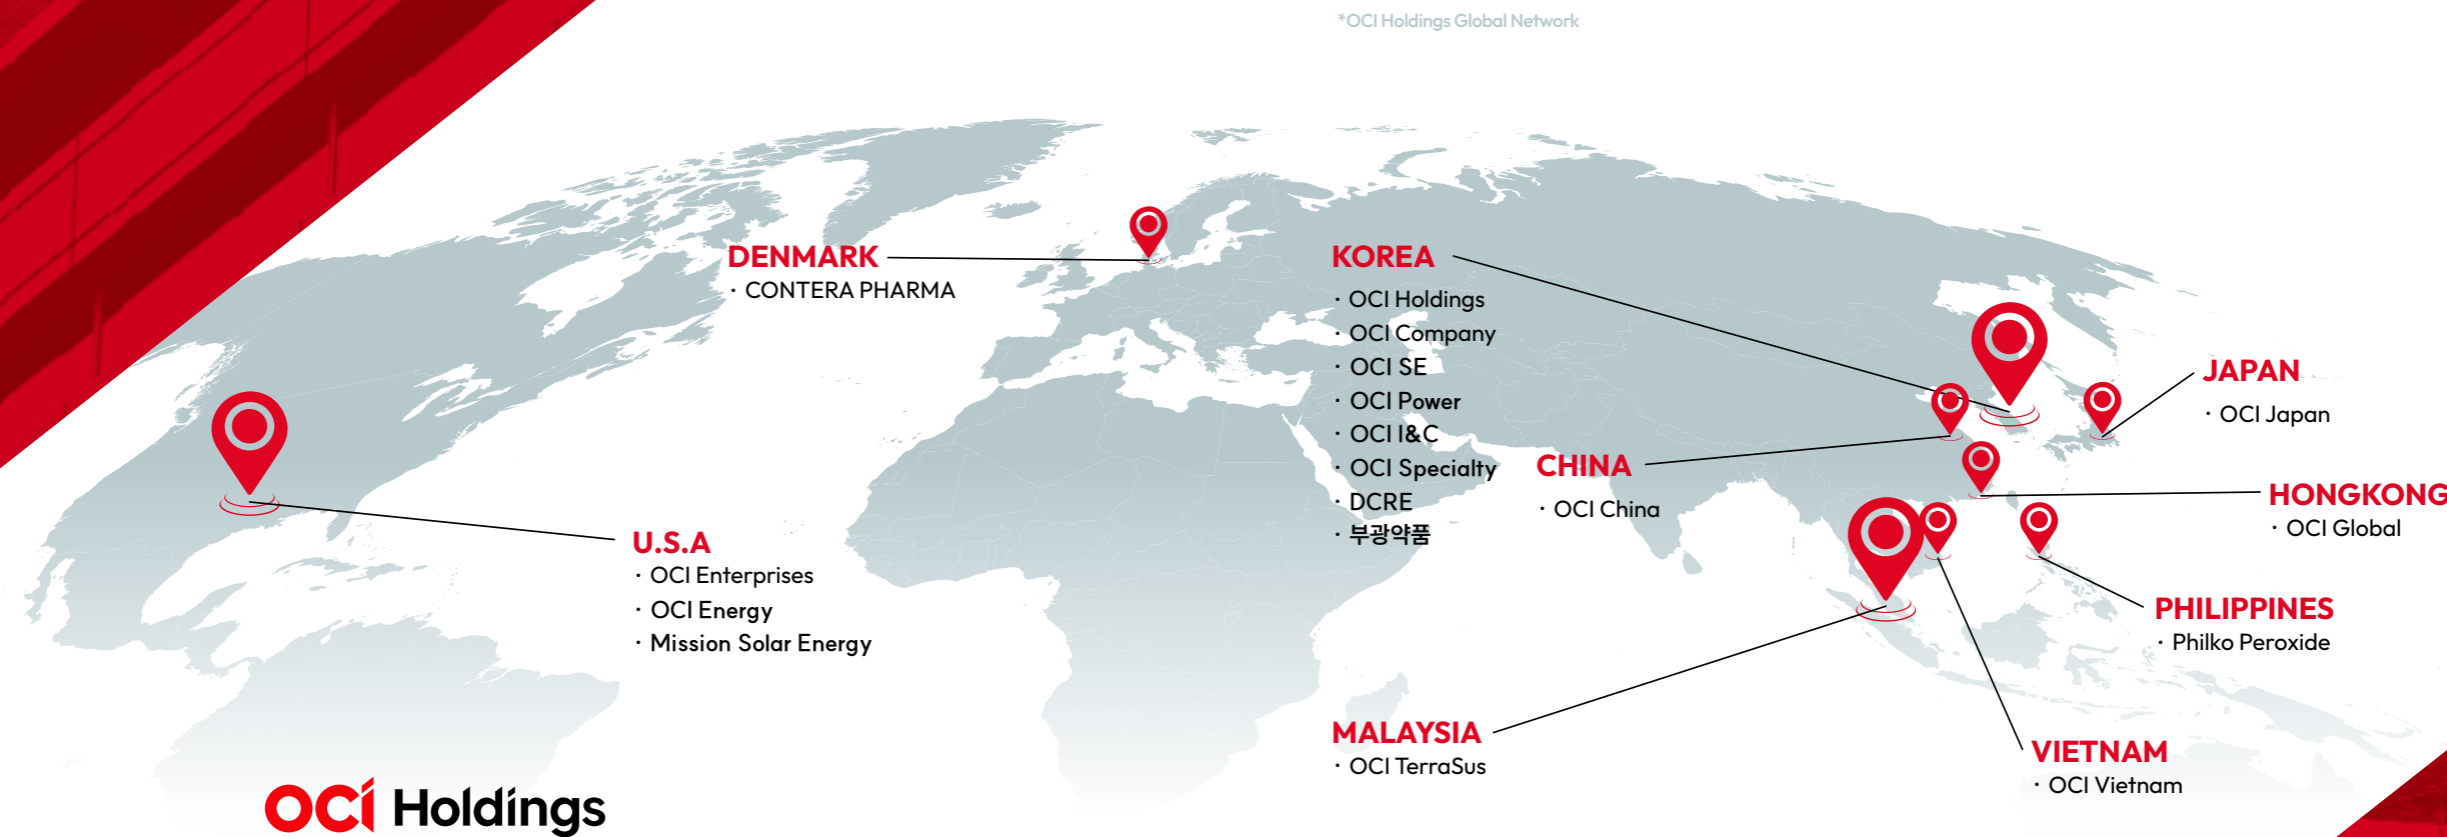 *OCI Holdings Global Network
DENMARK
· CONTERA PHARMA
KOREA
· OCI Holdings
· OCI Company
· OCI SE
· OCI Power
· OCI I&C
· OCI Specialty
· DCRE
· 부광약품
JAPAN
· OCI Japan
CHINA
· OCI China
HONGKONG
· OCI Global
U.S.A
· OCI Enterprises
· OCI Energy
· Mission Solar Energy
PHILIPPINES
· Philko Peroxide
MALAYSIA
· OCI TerraSus
VIETNAM
· OCI Vietnam
OCI Holdings